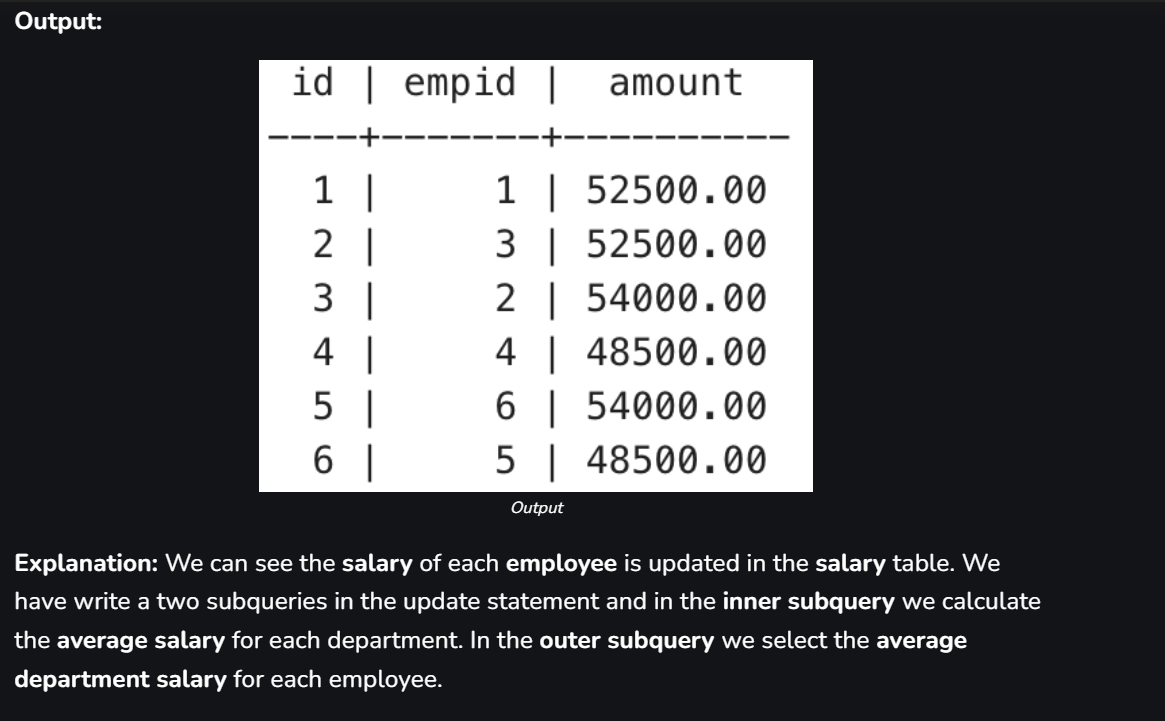 Output:
id | empid | amount
----+-------+----------
1 | 1 | 52500.00
2 | 3 | 52500.00
3 | 2 | 54000.00
4 | 4 | 48500.00
5 | 6 | 54000.00
6 | 5 | 48500.00
Output
Explanation: We can see the salary of each employee is updated in the salary table. We
have write a two subqueries in the update statement and in the inner subquery we calculate
the average salary for each department. In the outer subquery we select the average
department salary for each employee.